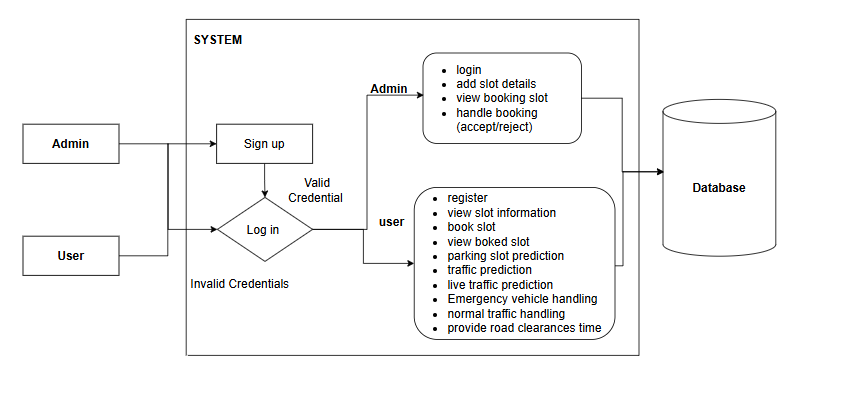 SYSTEM
Admin
User
Sign up
Log in
Valid
Credential
Invalid Credentials
Admin
login
add slot details
view booking slot
handle booking
(accept/reject)
user
register
view slot information
book slot
view boked slot
parking slot prediction
traffic prediction
live traffic prediction
Emergency vehicle handling
normal traffic handling
provide road clearances time
Database